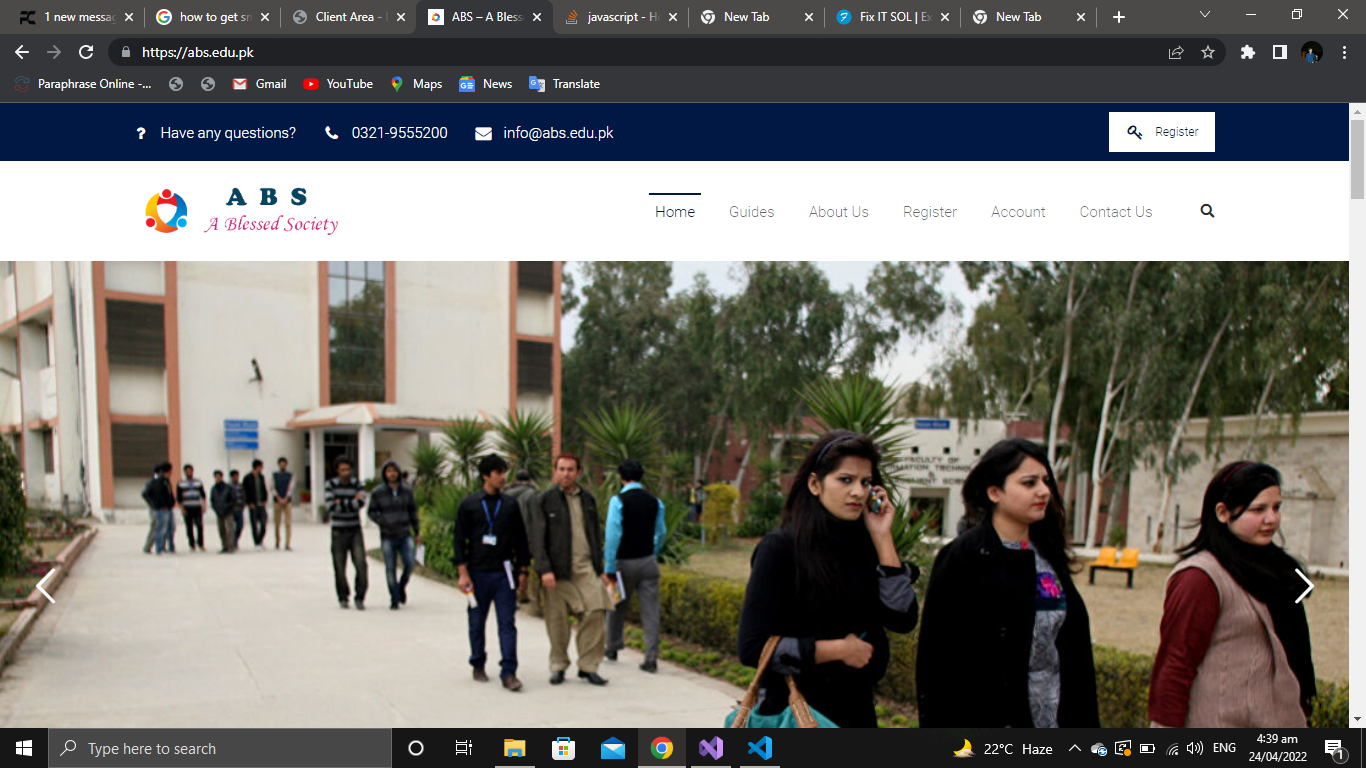 1 new messag
how to get sn
Client Area -
ABS – A Bless
javascript - H
New Tab
Fix IT SOL | Ex
New Tab
https://abs.edu.pk
Paraphrase Online -...
Gmail
YouTube
Maps
News
Translate
Have any questions?
0321-9555200
info@abs.edu.pk
Register
A B S
A Blessed Society
Home
Guides
About Us
Register
Account
Contact Us
FACULTY OF
Type here to search
22°C Haze
ENG
4:39 am
24/04/2022
1